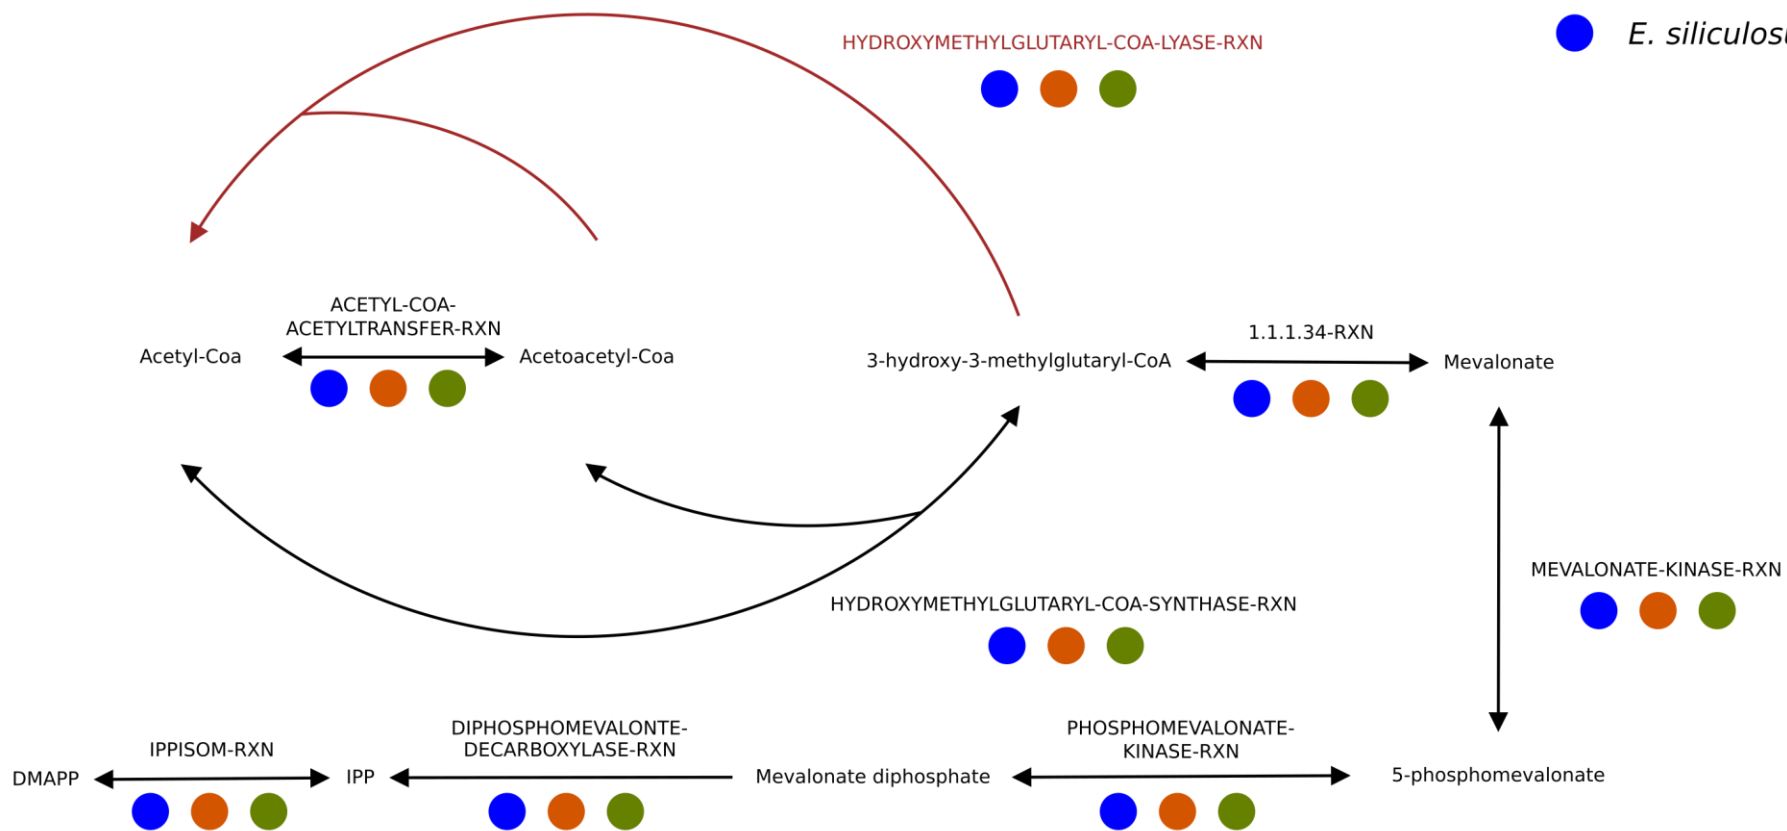 HYDROXYMETHYLGLUTARYL-COA-LYASE-RXN
E. siliculosu
ACETYL-COA-
ACETYLTRANSFER-RXN
1.1.1.34-RXN
Acetyl-Coa
Acetoacetyl-Coa
3-hydroxy-3-methylglutaryl-CoA
Mevalonate
MEVALONATE-KINASE-RXN
HYDROXYMETHYLGLUTARYL-COA-SYNTHASE-RXN
IPPISOM-RXN
DIPHOSPHOMEVALONTE-
DECARBOXYLASE-RXN
PHOSPHOMEVALONATE-
KINASE-RXN
DMAPP
IPP
Mevalonate diphosphate
5-phosphomevalonate